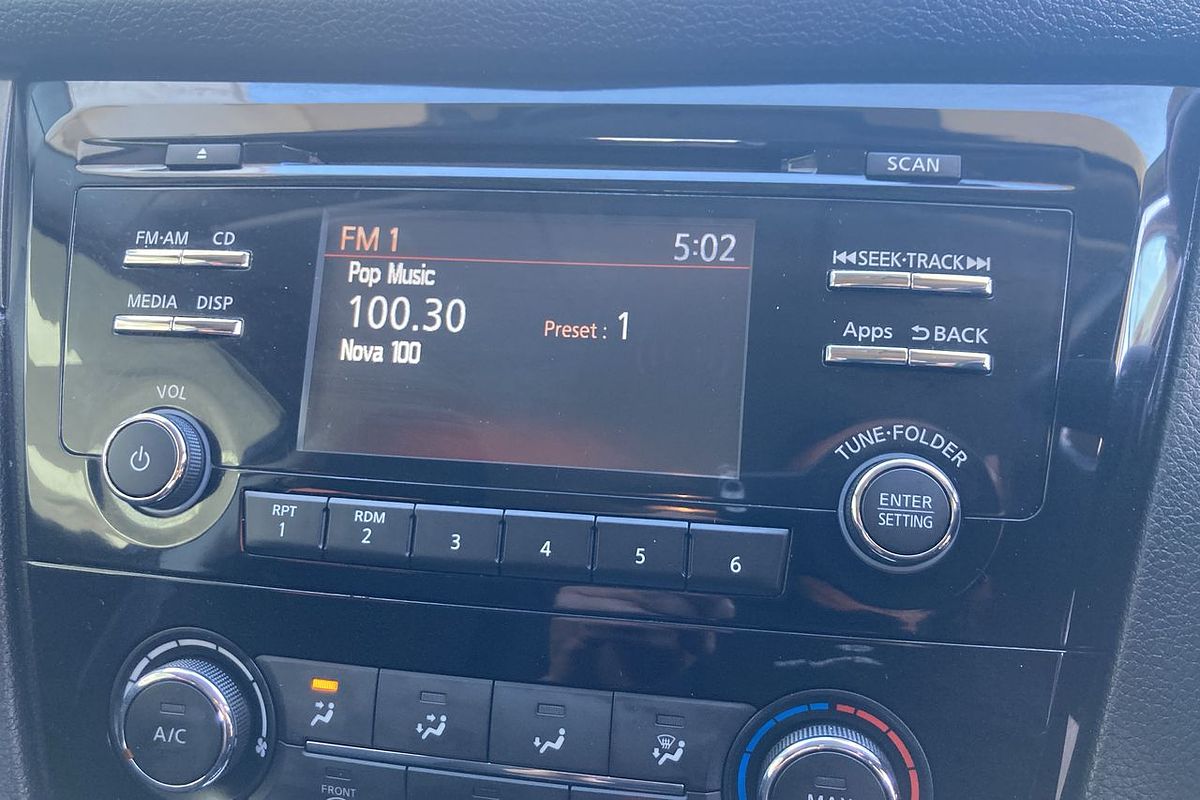 SCAN
FM·AM CD
MEDIA DISP
VOL
FM 1 5:02
Pop Music
100.30
Preset : 1
Nova 100
SEEK·TRACK
Apps BACK
TUNE·FOLDER
ENTER
SETTING
RPT
1
RDM
2
3
4
5
6
A/C
FRONT